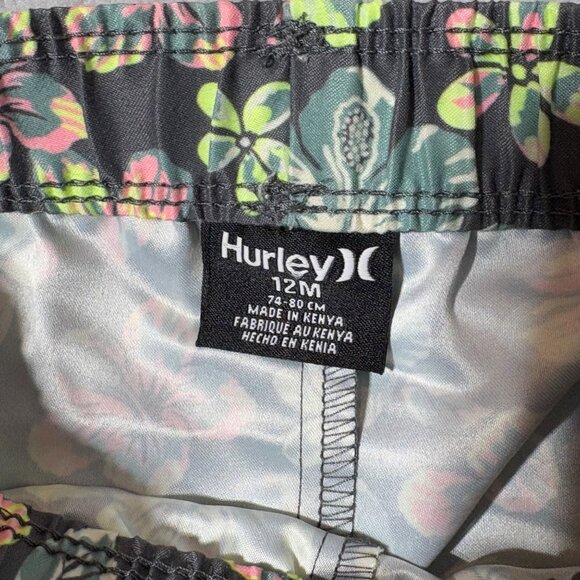 Hurley )(
12M
74-80 CM
MADE IN KENYA
FABRIQUE AU KENYA
HECHO EN KENIA